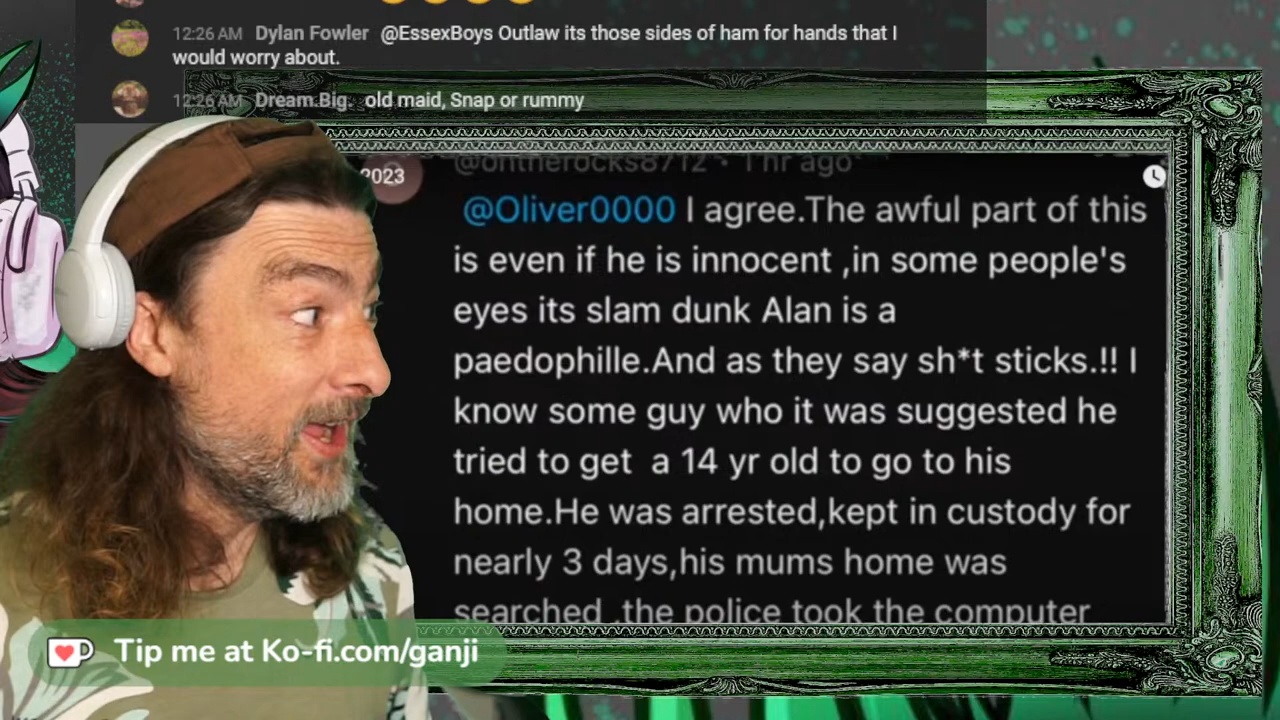 12:26 AM Dylan Fowler @EssexBoys Outlaw its those sides of ham for hands that I
would worry about.
12:26 AM Dream.Big. old maid, Snap or rummy
2023
@ontherocks8712 • 1 hr ago
@Oliver0000 I agree.The awful part of this
is even if he is innocent ,in some people's
eyes its slam dunk Alan is a
paedophille.And as they say sh*t sticks.!! I
know some guy who it was suggested he
tried to get a 14 yr old to go to his
home.He was arrested,kept in custody for
nearly 3 days,his mums home was
searched ,the police took the computer
Tip me at Ko-fi.com/ganji